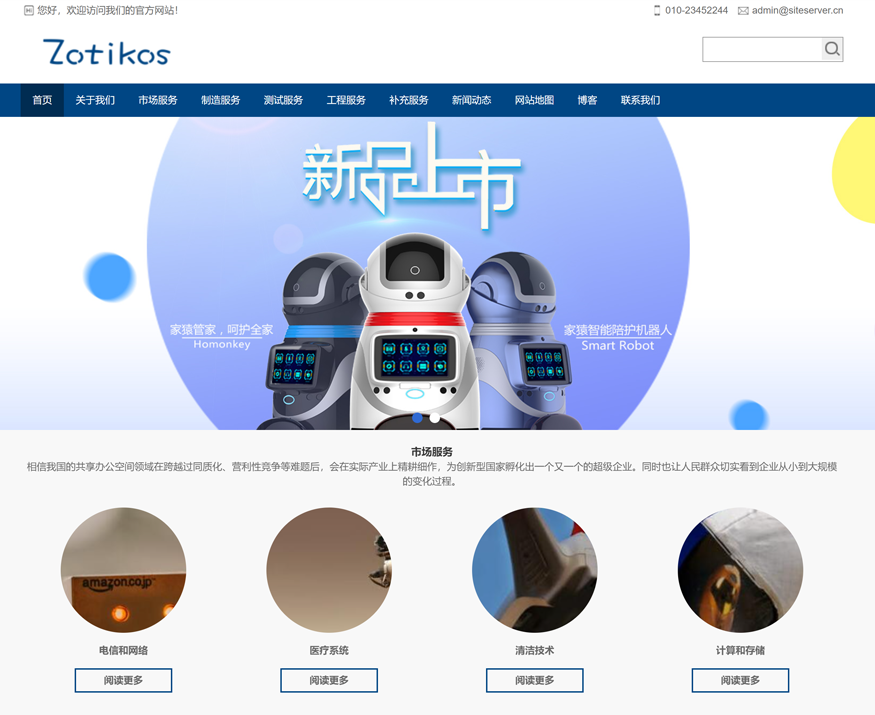 您好，欢迎访问我们的官方网站！
010-23452244 admin@siteserver.cn
Zotikos
首页 关于我们 市场服务 制造服务 测试服务 工程服务 补充服务 新闻动态 网站地图 博客 联系我们
新品上市
家猿管家，呵护全家
Homonkey
家猿智能陪护机器人
Smart Robot
市场服务
相信我国的共享办公空间领域在跨越过同质化、营利性竞争等难题后，会在实际产业上精耕细作，为创新型国家孵化出一个又一个的超级企业。同时也让人民群众切实看到企业从小到大规模
的变化过程。
amazon.co.jp
电信和网络 医疗系统 清洁技术 计算和存储
阅读更多 阅读更多 阅读更多 阅读更多